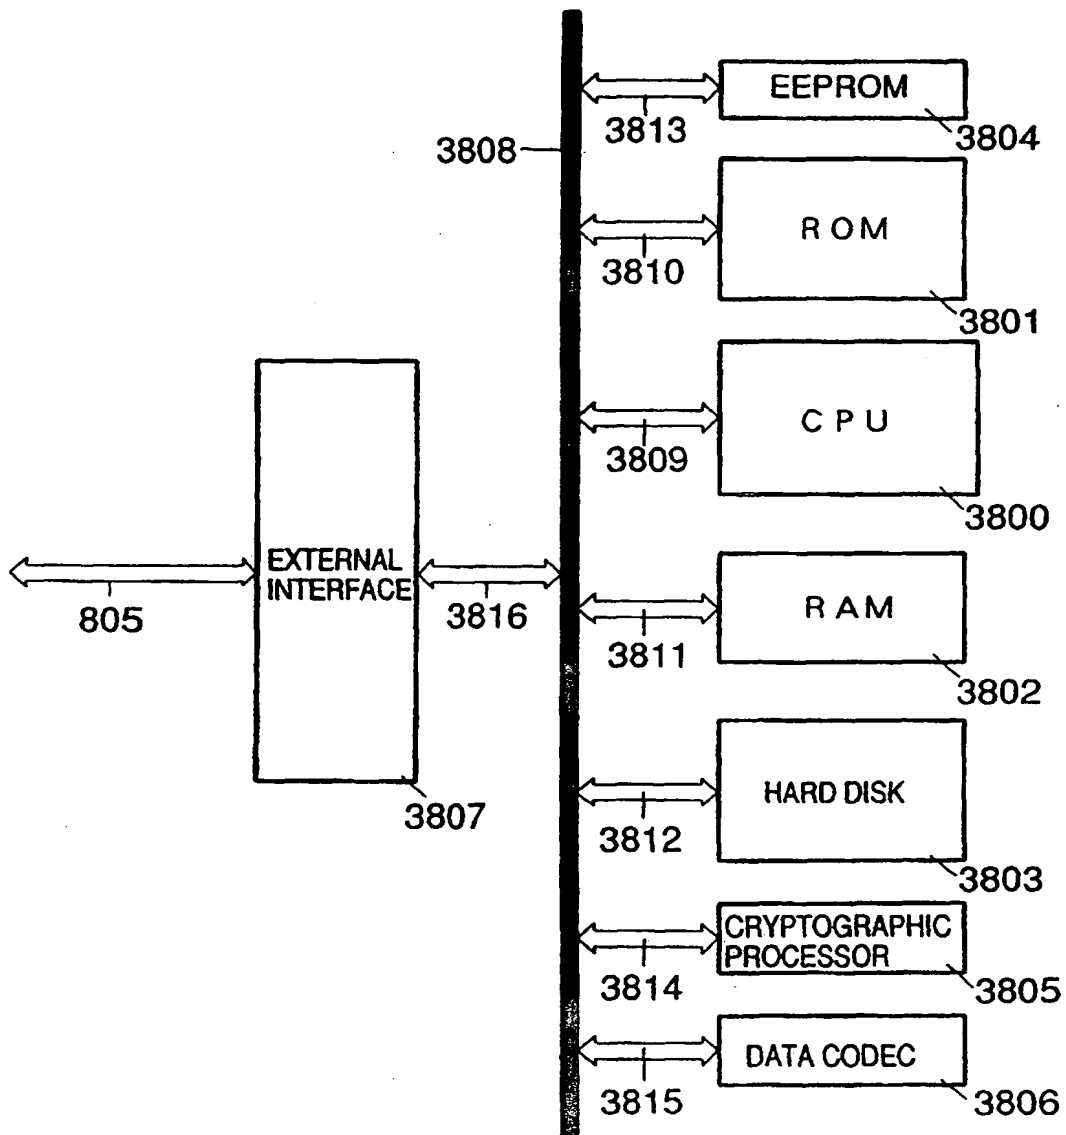 EEPROM
3813
3804
3808
ROM
3810
3801
CPU
3809
3800
EXTERNAL
INTERFACE
805
3816
RAM
3811
3802
3807
HARD DISK
3812
3803
CRYPTOGRAPHIC
PROCESSOR
3814
3805
DATA CODEC
3815
3806